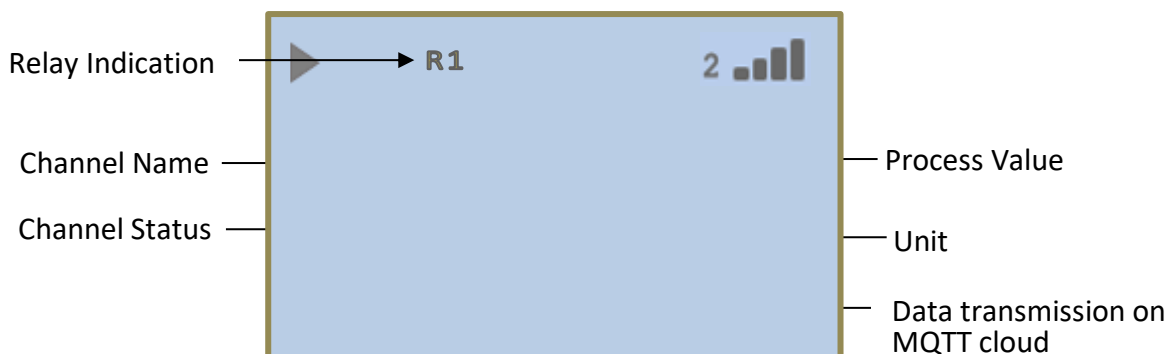 Relay Indication
R1
2
Channel Name
Process Value
Channel Status
Unit
Data transmission on
MQTT cloud